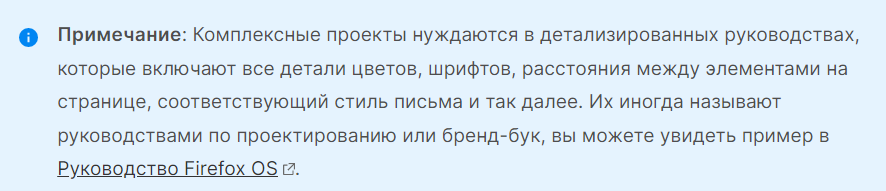 Примечание: Комплексные проекты нуждаются в детализированных руководствах,
которые включают все детали цветов, шрифтов, расстояния между элементами на
странице, соответствующий стиль письма и так далее. Их иногда называют
руководствами по проектированию или бренд-бук, вы можете увидеть пример в
Руководство Firefox OS.